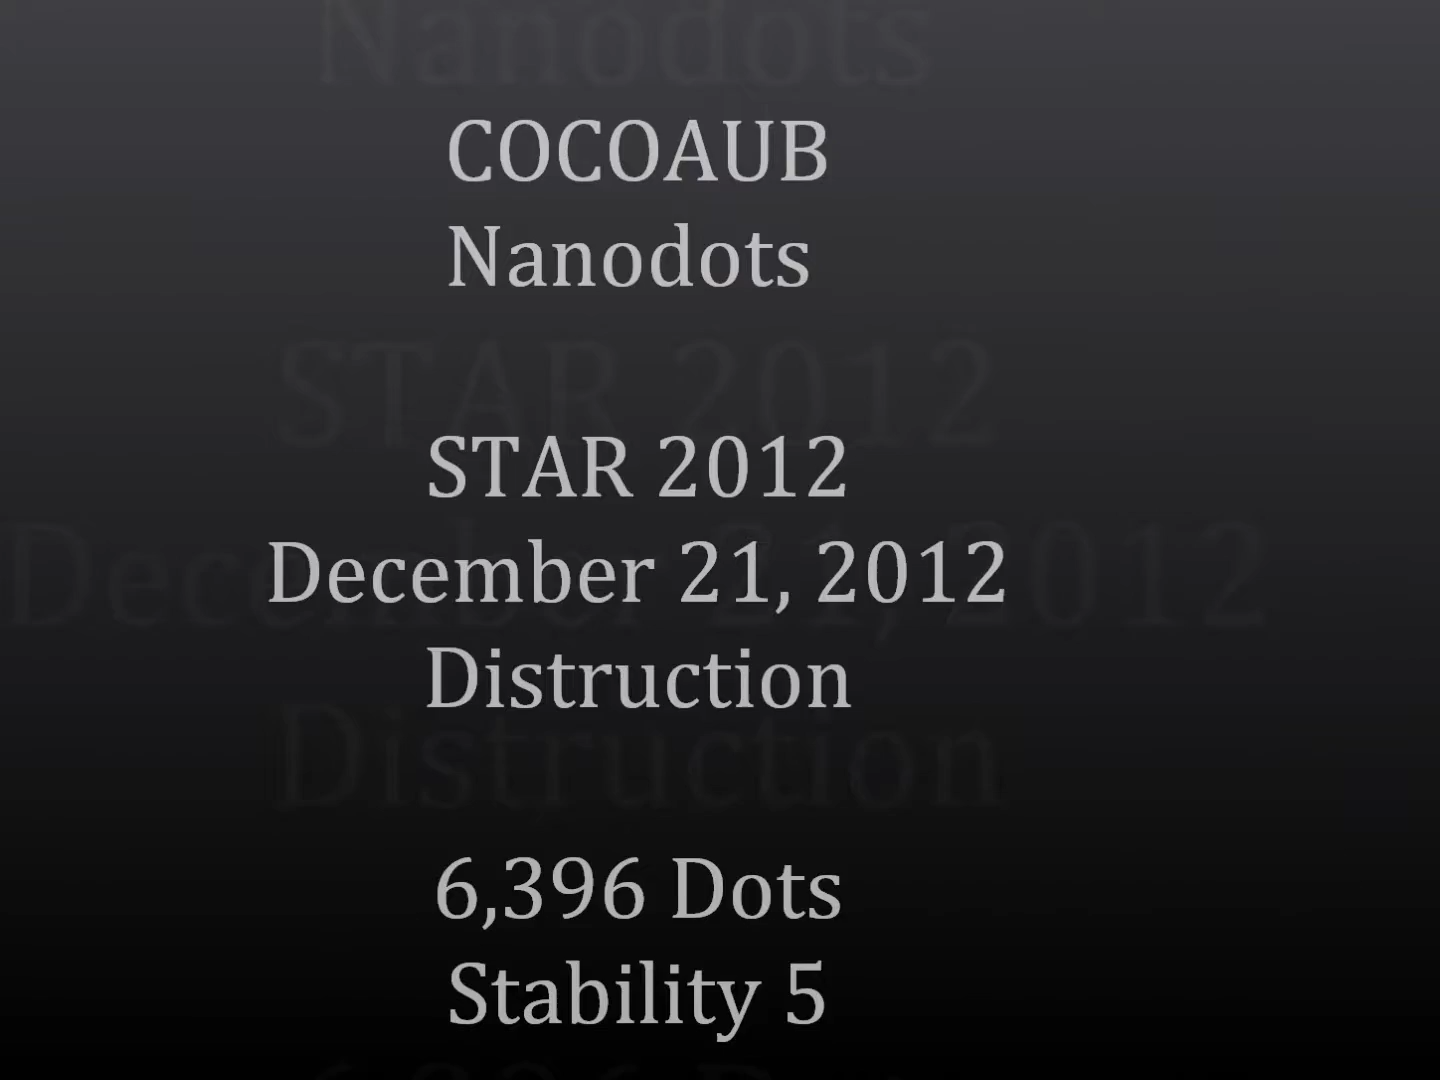 COCOAUB
Nanodots
STAR 2012
December 21, 2012
Distruction
6,396 Dots
Stability 5